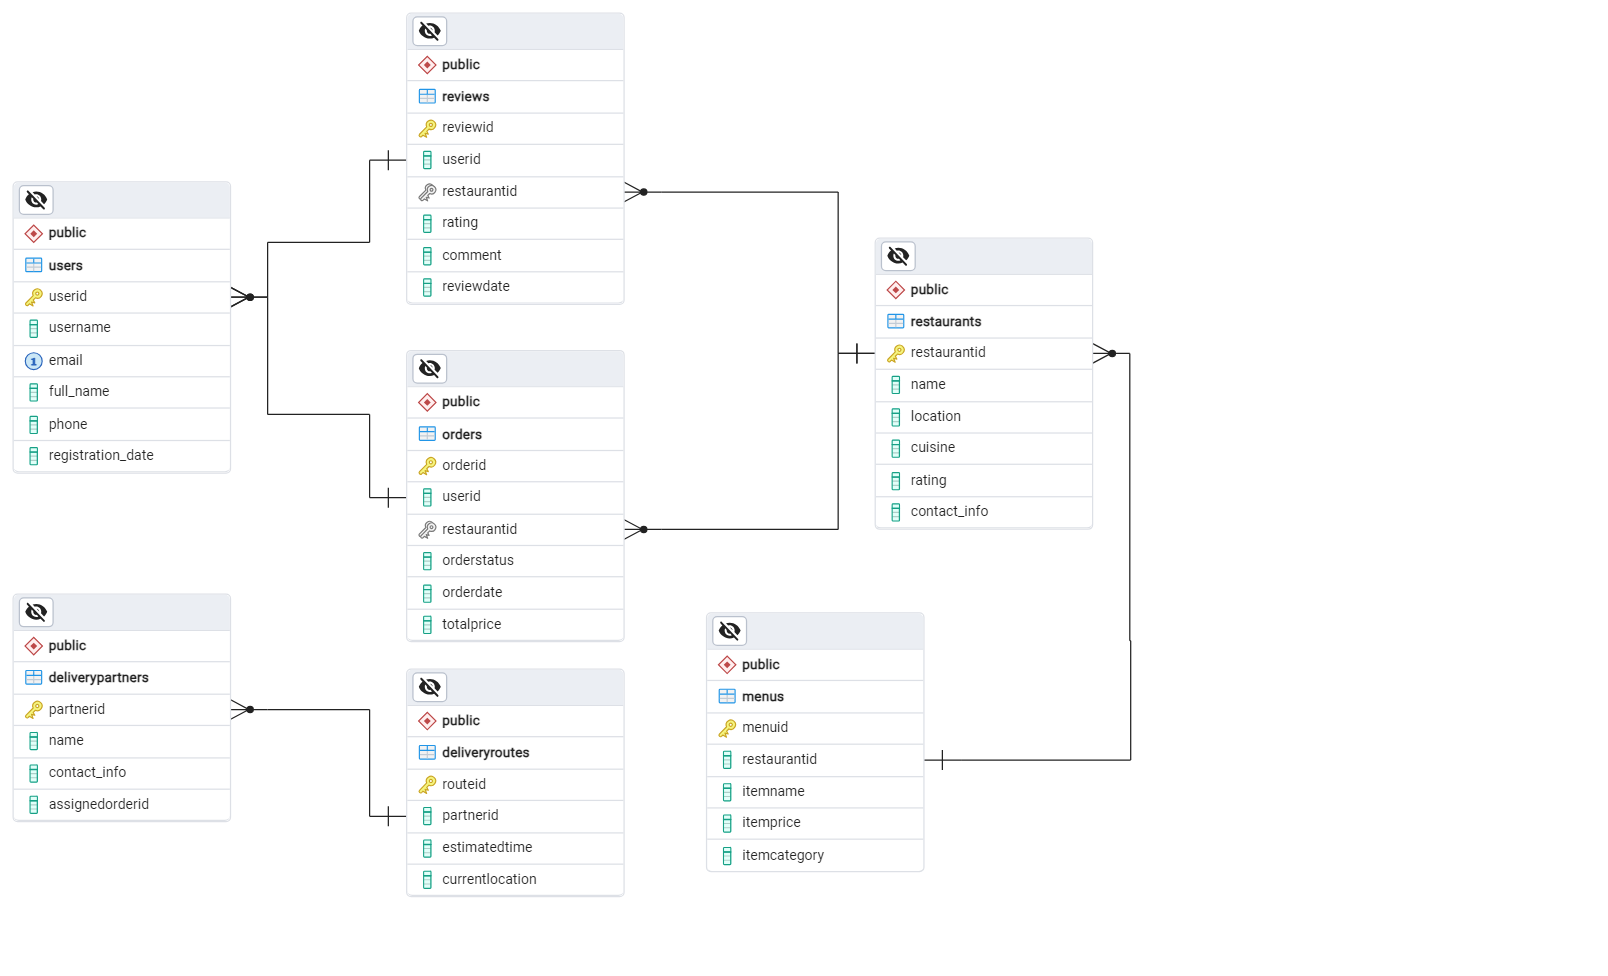 public
reviews
reviewid
userid
restaurantid
rating
comment
reviewdate
public
users
userid
username
email
full_name
phone
registration_date
public
restaurants
restaurantid
name
location
cuisine
rating
contact_info
public
orders
orderid
userid
restaurantid
orderstatus
orderdate
totalprice
public
deliverypartners
partnerid
name
contact_info
assignedorderid
public
deliveryroutes
routeid
partnerid
estimatedtime
currentlocation
public
menus
menuid
restaurantid
itemname
itemprice
itemcategory
1